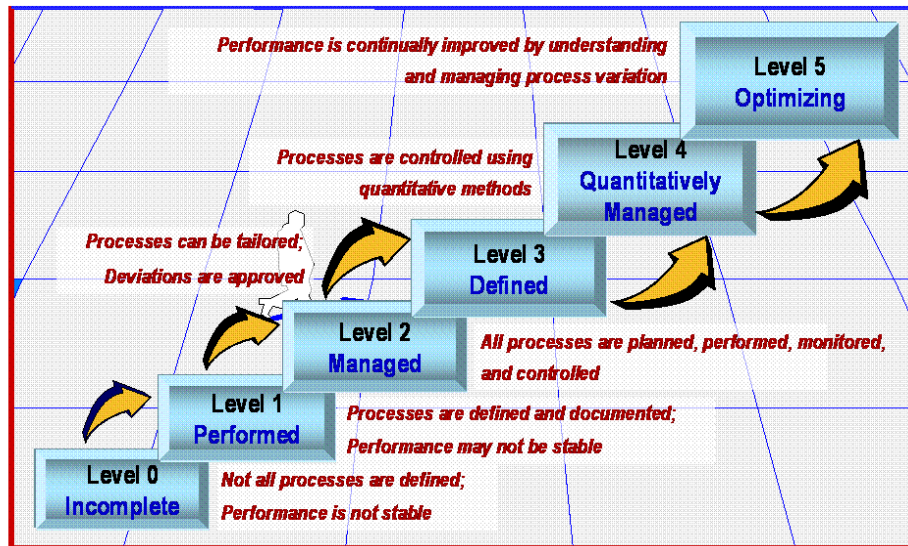 Performance is continually improved by understanding
and managing process variation
Level 5
Optimizing
Processes are controlled using
quantitative methods
Level 4
Quantitatively
Managed
Processes can be tailored;
Deviations are approved
Level 3
Defined
Level 2
Managed
All processes are planned, performed, monitored,
and controlled
Level 1
Performed
Processes are defined and documented;
Performance may not be stable
Level 0
Incomplete
Not all processes are defined;
Performance is not stable